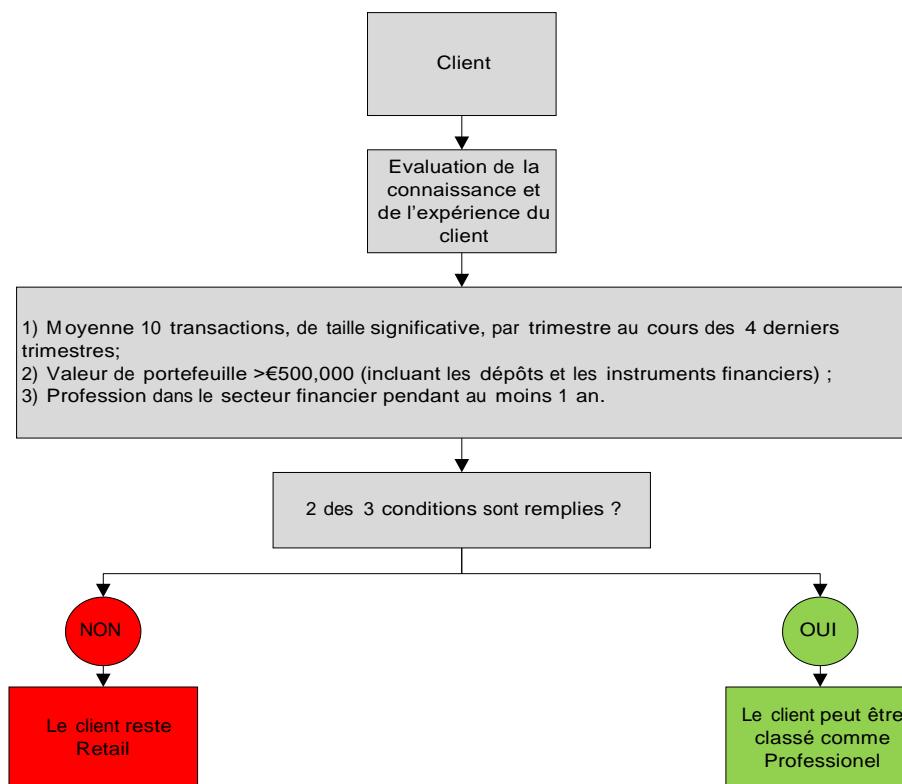 Client
Evaluation de la
connaissance et
de l'expérience du
client
1) Moyenne 10 transactions, de taille significative, par trimestre au cours des 4 derniers
trimestres;
2) Valeur de portefeuille >€500,000 (incluant les dépôts et les instruments financiers) ;
3) Profession dans le secteur financier pendant au moins 1 an.
2 des 3 conditions sont remplies ?
NON
OUI
Le client reste
Retail
Le client peut être
classé comme
Professionel